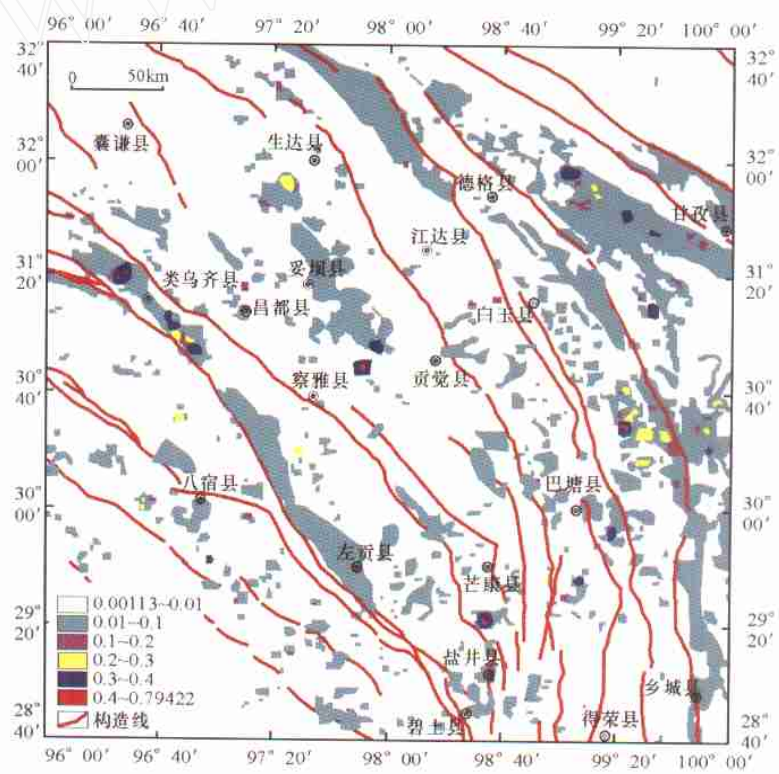 96° 00′ 96° 40′ 97° 20′ 98° 00′ 98° 40′ 99° 20′ 100° 00′
32° 40′
32° 40′
0 50km
囊谦县
生达县
32° 00′
32° 00′
德格县
甘孜县
江达县
31° 20′
31° 20′
类乌齐县
妥坝县
昌都县
白玉县
30° 40′
30° 40′
察雅县
贡觉县
八宿县
巴塘县
30° 00′
30° 00′
左贡县
芒康县
29° 20′
29° 20′
0.00113~0.01
0.01~0.1
0.1~0.2
0.2~0.3
0.3~0.4
0.4~0.79422
构造线
盐井县
乡城县
碧土县
得荣县
28° 40′
28° 40′
96° 00′ 96° 40′ 97° 20′ 98° 00′ 98° 40′ 99° 20′ 100° 00′